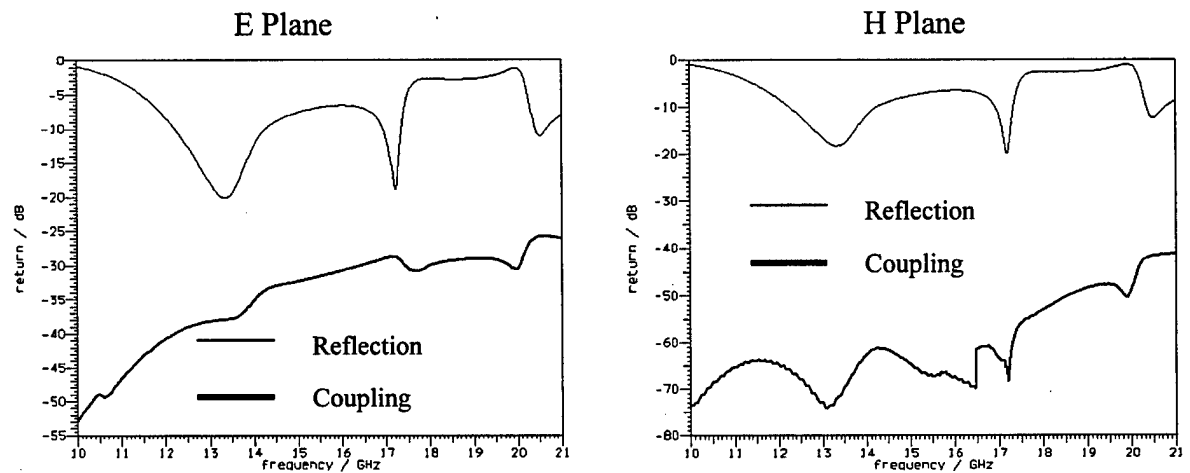 E Plane
0
-5
-10
-15
-20
-25
-30
-35
-40
-45
-50
-55
return / dB
Reflection
Coupling
10 11 12 13 14 15 16 17 18 19 20 21
frequency / GHz
H Plane
0
-10
-20
-30
-40
-50
-60
-70
-80
return / dB
Reflection
Coupling
10 11 12 13 14 15 16 17 18 19 20 21
frequency / GHz